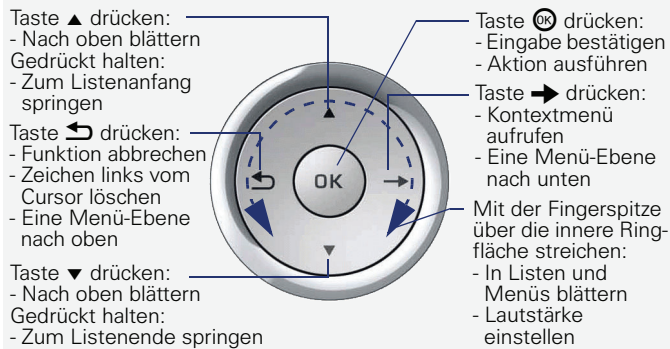 Taste ▲ drücken:
- Nach oben blättern
Gedrückt halten:
- Zum Listenanfang
springen
Taste ⮌ drücken:
- Funktion abbrechen
- Zeichen links vom
Cursor löschen
- Eine Menü-Ebene
nach oben
Taste ▼ drücken:
- Nach oben blättern
Gedrückt halten:
- Zum Listenende springen
OK
Taste OK drücken:
- Eingabe bestätigen
- Aktion ausführen
Taste ➔ drücken:
- Kontextmenü
aufrufen
- Eine Menü-Ebene
nach unten
Mit der Fingerspitze
über die innere Ring-
fläche streichen:
- In Listen und
Menüs blättern
- Lautstärke
einstellen